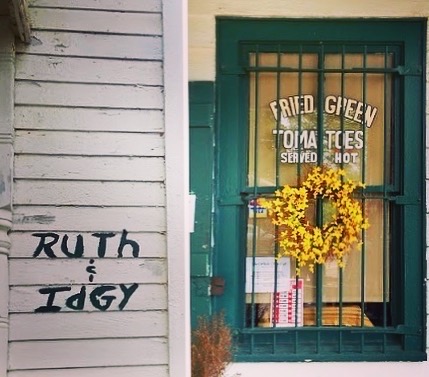 RUTh
&
IdGY
FRIED GREEN
TOMATOES
SERVED HOT